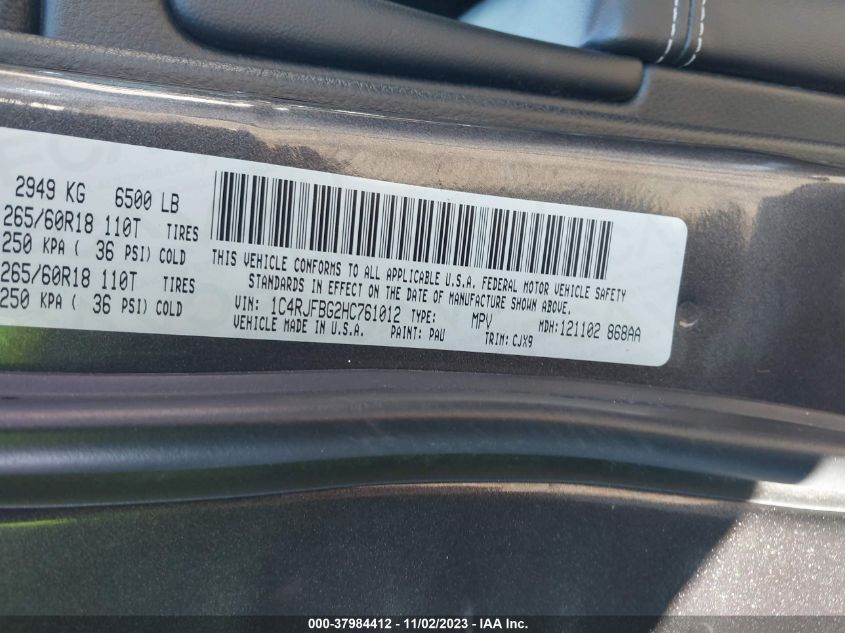 2949 KG 6500 LB
265/60R18 110T TIRES
250 KPA ( 36 PSI) COLD
265/60R18 110T TIRES
250 KPA ( 36 PSI) COLD
THIS VEHICLE CONFORMS TO ALL APPLICABLE U.S.A. FEDERAL MOTOR VEHICLE SAFETY
STANDARDS IN EFFECT ON THE DATE OF MANUFACTURE SHOWN ABOVE.
VIN: 1C4RJFBG2HC761012 TYPE: MPV MDH:121102 868AA
VEHICLE MADE IN U.S.A. PAINT: PAU TRIM:CJX9
000-37984412 - 11/02/2023 - IAA Inc.